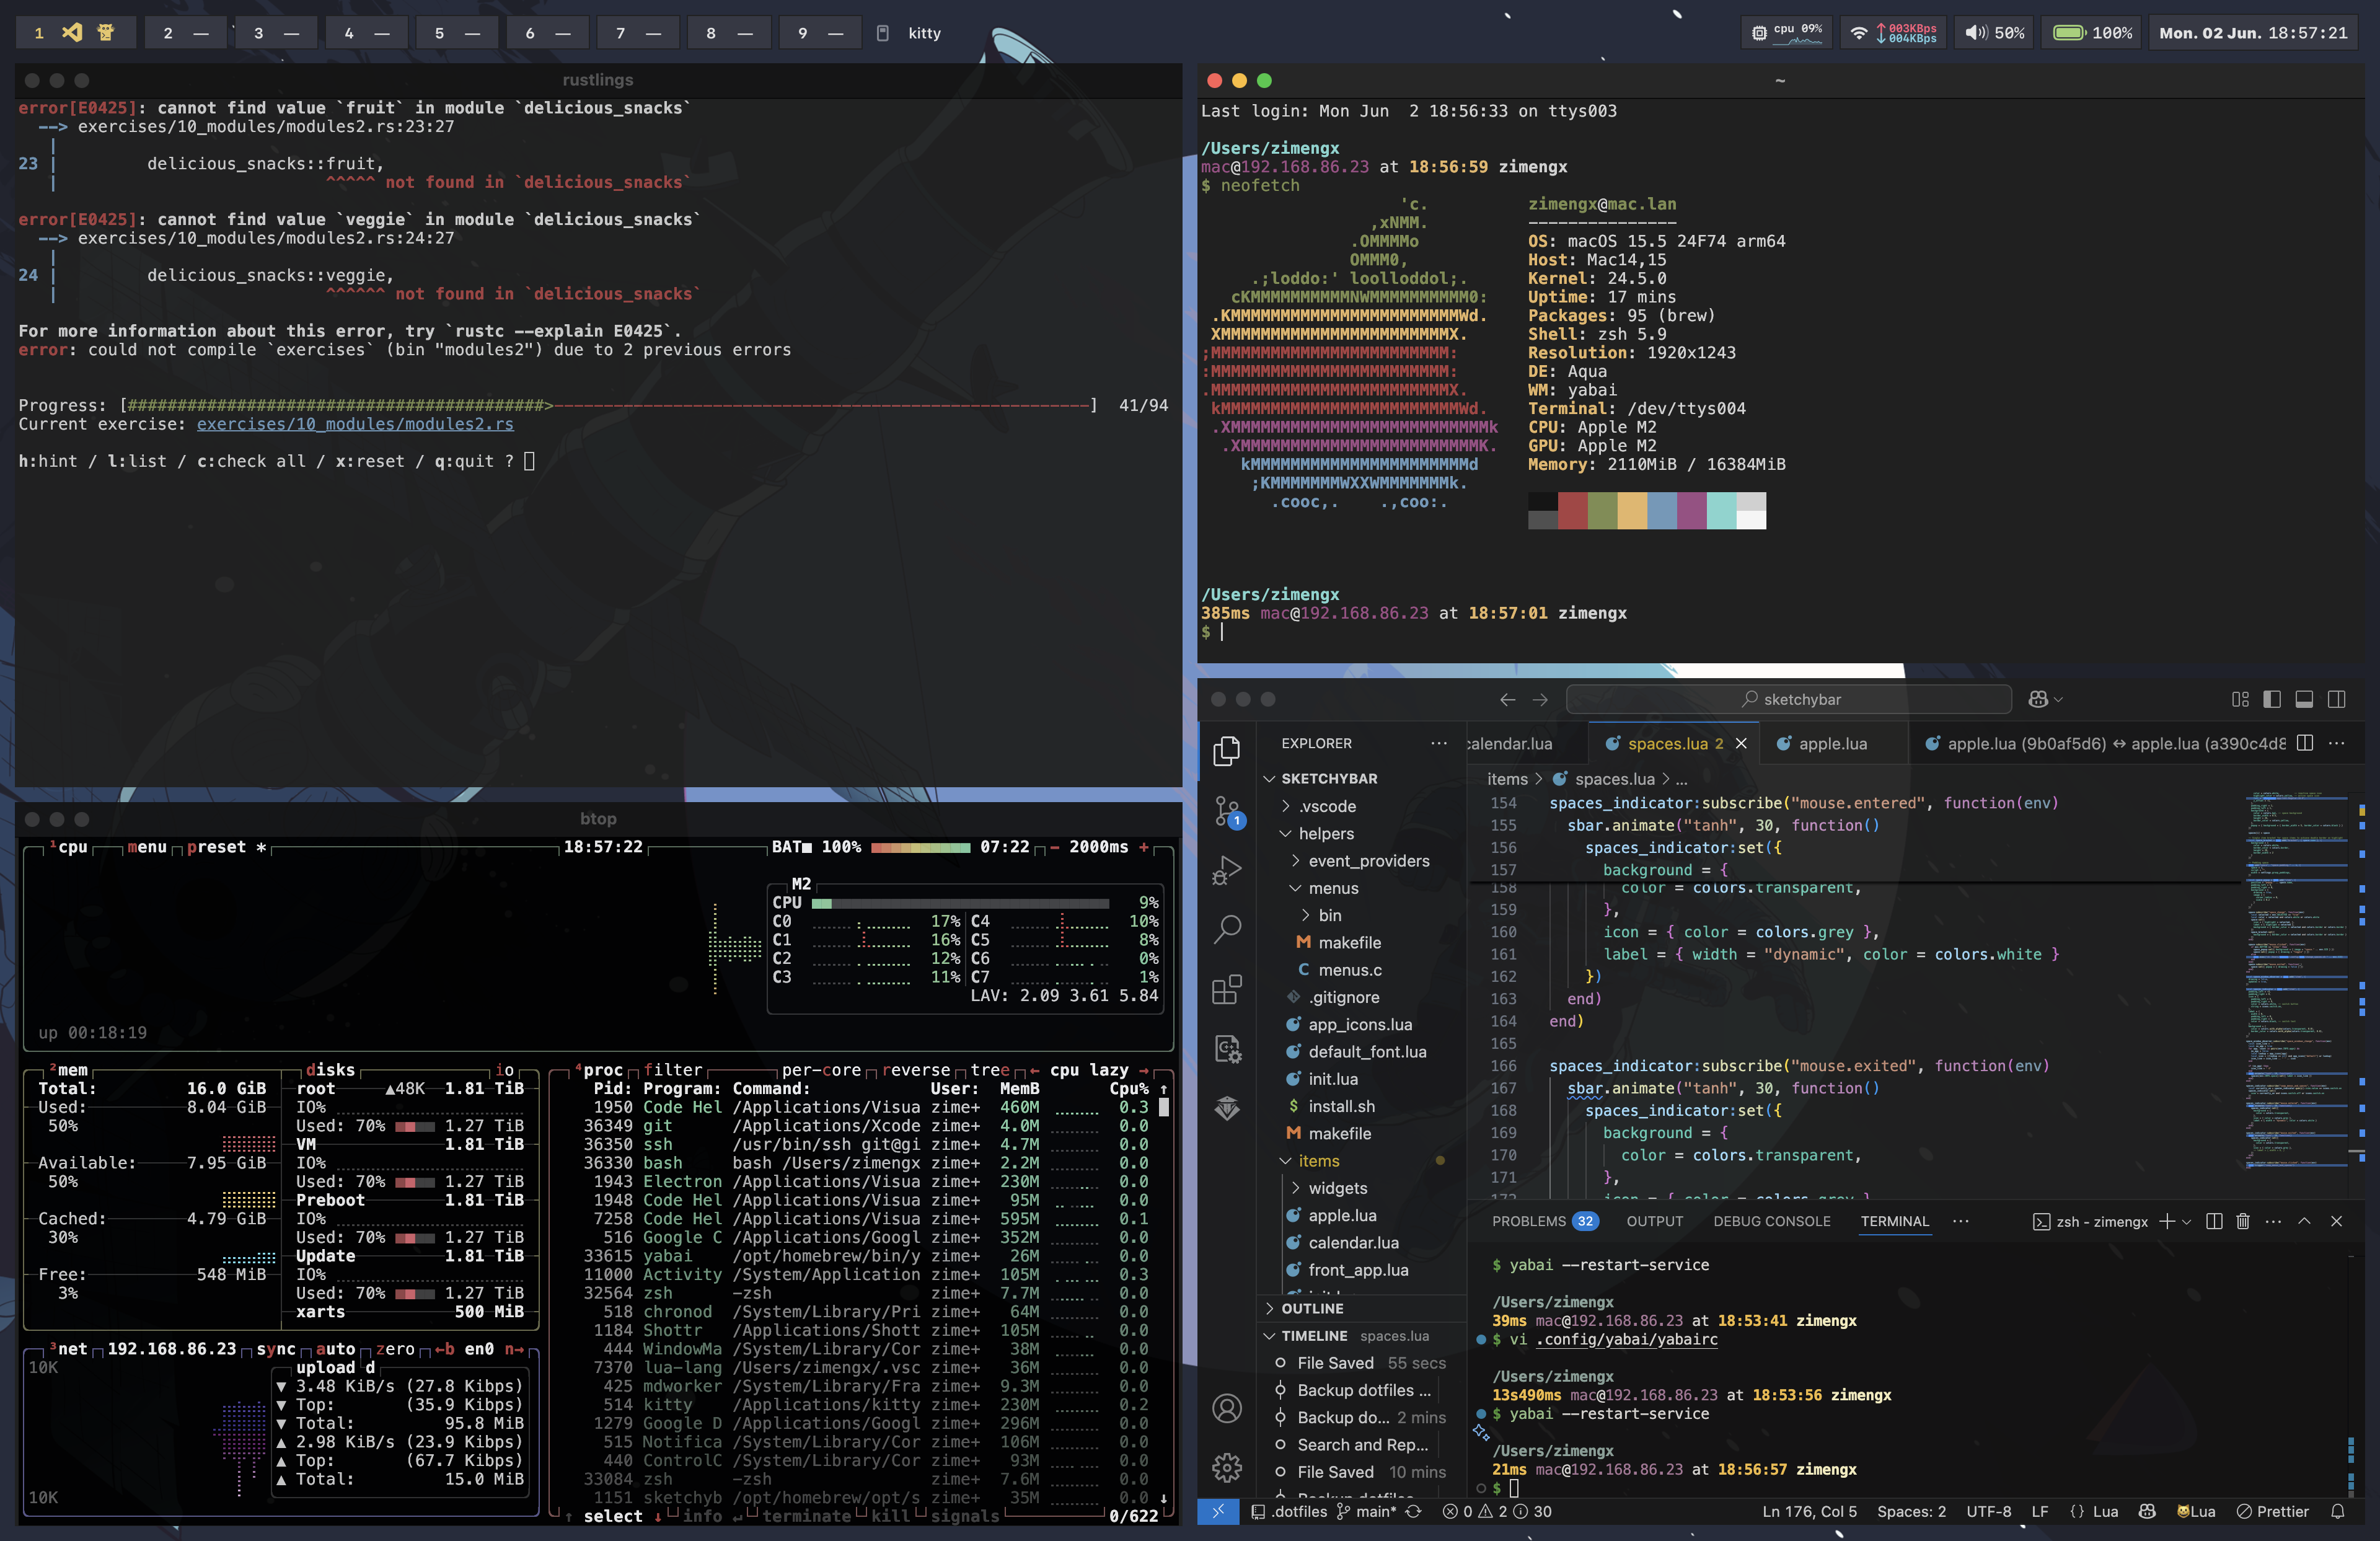 1 2 — 3 — 4 — 5 — 6 — 7 — 8 — 9 — kitty
cpu 09% 003KBps 004KBps 50% 100% Mon. 02 Jun. 18:57:21
rustlings
error[E0425]: cannot find value `fruit` in module `delicious_snacks`
--> exercises/10_modules/modules2.rs:23:27
|
23 | delicious_snacks::fruit,
| ^^^^^ not found in `delicious_snacks`
error[E0425]: cannot find value `veggie` in module `delicious_snacks`
--> exercises/10_modules/modules2.rs:24:27
|
24 | delicious_snacks::veggie,
| ^^^^^^ not found in `delicious_snacks`
For more information about this error, try `rustc --explain E0425`.
error: could not compile `exercises` (bin "modules2") due to 2 previous errors
Progress: [##########################################>------------------------------------------------------] 41/94
Current exercise: exercises/10_modules/modules2.rs
h:hint / l:list / c:check all / x:reset / q:quit ?
~
Last login: Mon Jun  2 18:56:33 on ttys003
/Users/zimengx
mac@192.168.86.23 at 18:56:59 zimengx
$ neofetch
'c.
,xNMM.
.OMMMMo
OMMM0,
.;loddo:' loolloddol;.
cKMMMMMMMMMMNWMMMMMMMMMM0:
.KMMMMMMMMMMMMMMMMMMMMMMMWd.
XMMMMMMMMMMMMMMMMMMMMMMMX.
;MMMMMMMMMMMMMMMMMMMMMMMM:
:MMMMMMMMMMMMMMMMMMMMMMMM:
.MMMMMMMMMMMMMMMMMMMMMMMMX.
kMMMMMMMMMMMMMMMMMMMMMMMMWd.
.XMMMMMMMMMMMMMMMMMMMMMMMMMMk
.XMMMMMMMMMMMMMMMMMMMMMMMMK.
kMMMMMMMMMMMMMMMMMMMMMMd
;KMMMMMMMWXXWMMMMMMMk.
.cooc,.    .,coo:.
zimengx@mac.lan
---------------
OS: macOS 15.5 24F74 arm64
Host: Mac14,15
Kernel: 24.5.0
Uptime: 17 mins
Packages: 95 (brew)
Shell: zsh 5.9
Resolution: 1920x1243
DE: Aqua
WM: yabai
Terminal: /dev/ttys004
CPU: Apple M2
GPU: Apple M2
Memory: 2110MiB / 16384MiB
/Users/zimengx
385ms mac@192.168.86.23 at 18:57:01 zimengx
$
btop
¹cpu menu preset * 18:57:22 BAT■ 100% 07:22 - 2000ms +
M2
CPU 9%
C0 17% C4 10%
C1 16% C5 8%
C2 12% C6 0%
C3 11% C7 1%
LAV: 2.09 3.61 5.84
up 00:18:19
²mem
Total: 16.0 GiB
Used: 8.04 GiB
50%
Available: 7.95 GiB
50%
Cached: 4.79 GiB
30%
Free: 548 MiB
3%
disks io
root ▲48K 1.81 TiB
IO%
Used: 70% 1.27 TiB
VM 1.81 TiB
IO%
Used: 70% 1.27 TiB
Preboot 1.81 TiB
IO%
Used: 70% 1.27 TiB
Update 1.81 TiB
IO%
Used: 70% 1.27 TiB
xarts 500 MiB
³net 192.168.86.23 sync auto zero ←b en0 n→
10K
upload d
▼ 3.48 KiB/s (27.8 Kibps)
▼ Top: (35.9 Kibps)
▼ Total: 95.8 MiB
▲ 2.98 KiB/s (23.9 Kibps)
▲ Top: (67.7 Kibps)
▲ Total: 15.0 MiB
10K
⁴proc filter per-core reverse tree ← cpu lazy →
Pid: Program: Command: User: MemB Cpu% ↑
1950 Code Hel /Applications/Visua zime+ 460M 0.3
36349 git /Applications/Xcode zime+ 4.0M 0.0
36350 ssh /usr/bin/ssh git@gi zime+ 4.7M 0.0
36330 bash bash /Users/zimengx zime+ 2.2M 0.0
1943 Electron /Applications/Visua zime+ 230M 0.0
1948 Code Hel /Applications/Visua zime+ 95M 0.0
7258 Code Hel /Applications/Visua zime+ 595M 0.1
516 Google C /Applications/Googl zime+ 352M 0.0
33615 yabai /opt/homebrew/bin/y zime+ 26M 0.0
11000 Activity /System/Application zime+ 105M 0.3
32564 zsh -zsh zime+ 7.7M 0.0
518 chronod /System/Library/Pri zime+ 64M 0.0
1184 Shottr /Applications/Shott zime+ 105M 0.0
444 WindowMa /System/Library/Cor zime+ 38M 0.0
7370 lua-lang /Users/zimengx/.vsc zime+ 36M 0.0
425 mdworker /System/Library/Fra zime+ 9.3M 0.0
514 kitty /Applications/kitty zime+ 230M 0.2
1279 Google D /Applications/Googl zime+ 296M 0.0
515 Notifica /System/Library/Cor zime+ 106M 0.0
440 ControlC /System/Library/Cor zime+ 93M 0.0
33084 zsh -zsh zime+ 7.6M 0.0
1151 sketchyb /opt/homebrew/opt/s zime+ 35M 0.0 ↓
↑ select ↓ info ↵ terminate kill signals 0/622
sketchybar
EXPLORER
SKETCHYBAR
.vscode
helpers
event_providers
menus
bin
makefile
menus.c
.gitignore
app_icons.lua
default_font.lua
init.lua
install.sh
makefile
items
widgets
apple.lua
calendar.lua
front_app.lua
OUTLINE
TIMELINE spaces.lua
File Saved 55 secs
Backup dotfiles ...
Backup do... 2 mins
Search and Rep...
File Saved 10 mins
Backup dotfiles
1
calendar.lua spaces.lua 2 apple.lua apple.lua (9b0af5d6) ↔ apple.lua (a390c4d8
items > spaces.lua > ...
154 spaces_indicator:subscribe("mouse.entered", function(env)
155 sbar.animate("tanh", 30, function()
156 spaces_indicator:set({
157 background = {
158 color = colors.transparent,
159 },
160 icon = { color = colors.grey },
161 label = { width = "dynamic", color = colors.white }
162 })
163 end)
164 end)
165
166 spaces_indicator:subscribe("mouse.exited", function(env)
167 sbar.animate("tanh", 30, function()
168 spaces_indicator:set({
169 background = {
170 color = colors.transparent,
171 },
172 icon = { color = colors.grey }
PROBLEMS 32 OUTPUT DEBUG CONSOLE TERMINAL ... zsh - zimengx
$ yabai --restart-service
/Users/zimengx
39ms mac@192.168.86.23 at 18:53:41 zimengx
$ vi .config/yabai/yabairc
/Users/zimengx
13s490ms mac@192.168.86.23 at 18:53:56 zimengx
$ yabai --restart-service
/Users/zimengx
21ms mac@192.168.86.23 at 18:56:57 zimengx
$
.dotfiles main* 0 2 30 Ln 176, Col 5 Spaces: 2 UTF-8 LF {} Lua Lua Prettier